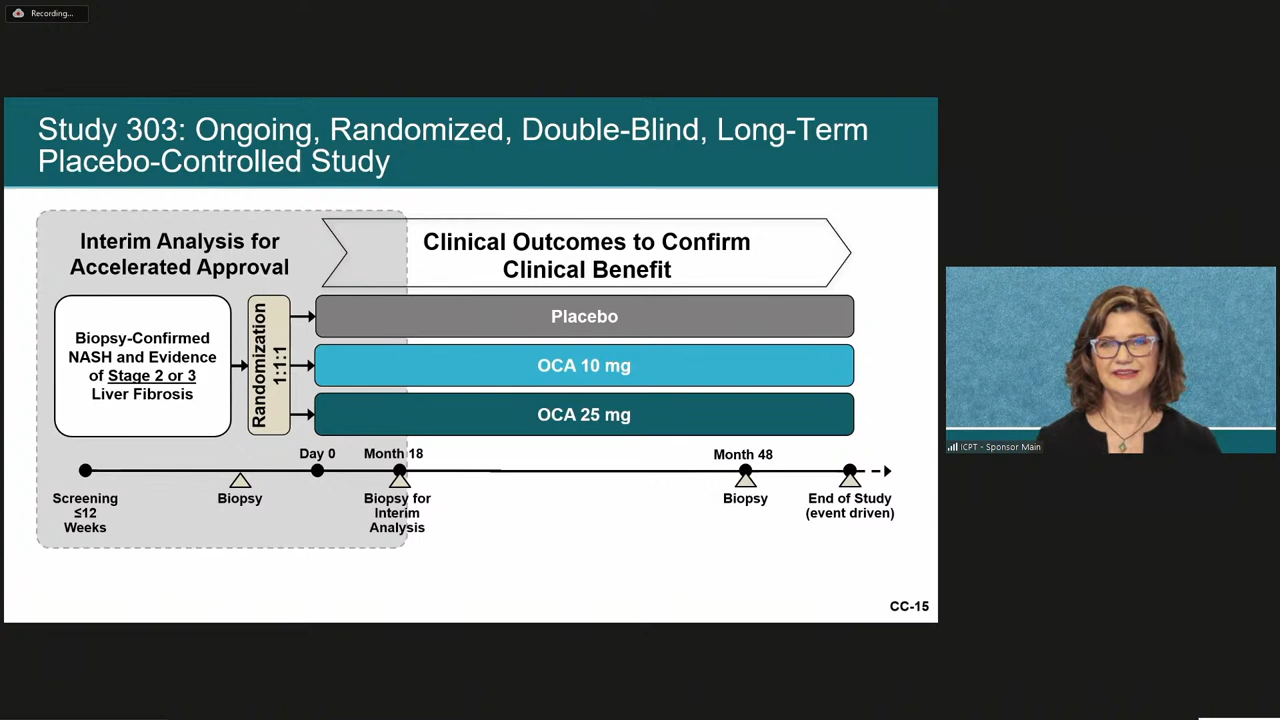 Recording...
Study 303: Ongoing, Randomized, Double-Blind, Long-Term
Placebo-Controlled Study
Interim Analysis for
Accelerated Approval
Clinical Outcomes to Confirm
Clinical Benefit
Biopsy-Confirmed
NASH and Evidence
of Stage 2 or 3
Liver Fibrosis
Randomization
1:1:1
Placebo
OCA 10 mg
OCA 25 mg
Day 0
Month 18
Month 48
Screening
≤12
Weeks
Biopsy
Biopsy for
Interim
Analysis
Biopsy
End of Study
(event driven)
CC-15
ICPT - Sponsor Main